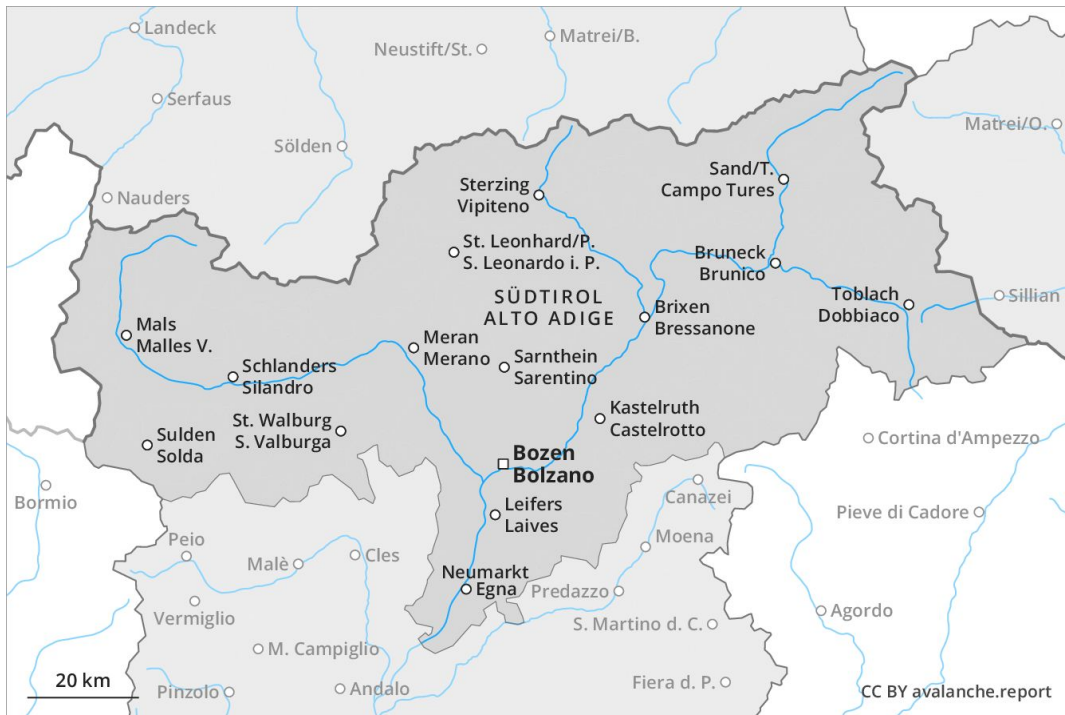 Landeck
Neustift/St.
Matrei/B.
Serfaus
Matrei/O.
Sölden
Nauders
Sand/T.
Campo Tures
Sterzing
Vipiteno
St. Leonhard/P.
S. Leonardo i. P.
Bruneck
Brunico
SÜDTIROL
ALTO ADIGE
Toblach
Dobbiaco
Sillian
Brixen
Bressanone
Mals
Malles V.
Meran
Merano
Sarnthein
Sarentino
Schlanders
Silandro
Kastelruth
Castelrotto
St. Walburg
S. Valburga
Sulden
Solda
Cortina d'Ampezzo
Bozen
Bolzano
Bormio
Canazei
Leifers
Laives
Pieve di Cadore
Moena
Peio
Malè
Cles
Neumarkt
Egna
Predazzo
Vermiglio
Agordo
S. Martino d. C.
M. Campiglio
20 km
Pinzolo
Andalo
Fiera d. P.
CC BY avalanche.report